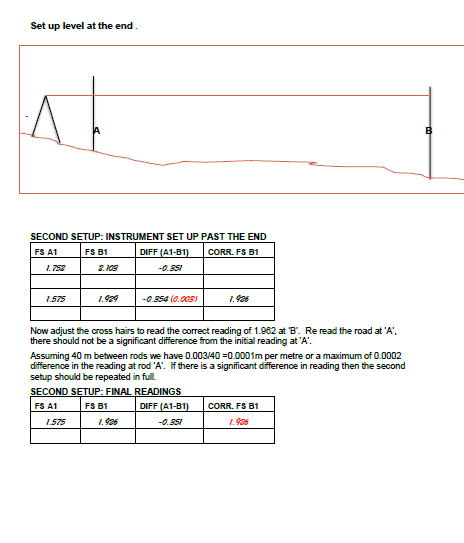 Set up level at the end .
A
B
SECOND SETUP: INSTRUMENT SET UP PAST THE END
FS A1 FS B1 DIFF (A1-B1) CORR. FS B1
1.752 2.103 -0.351
1.575 1.929 -0.354 (0.003) 1.926
Now adjust the cross hairs to read the correct reading of 1.962 at 'B'. Re read the road at 'A',
there should not be a significant difference from the initial reading at 'A'.
Assuming 40 m between rods we have 0.003/40 =0.0001m per metre or a maximum of 0.0002
difference in the reading at rod 'A'. If there is a significant difference in reading then the second
setup should be repeated in full.
SECOND SETUP: FINAL READINGS
FS A1 FS B1 DIFF (A1-B1) CORR. FS B1
1.575 1.926 -0.351 1.926